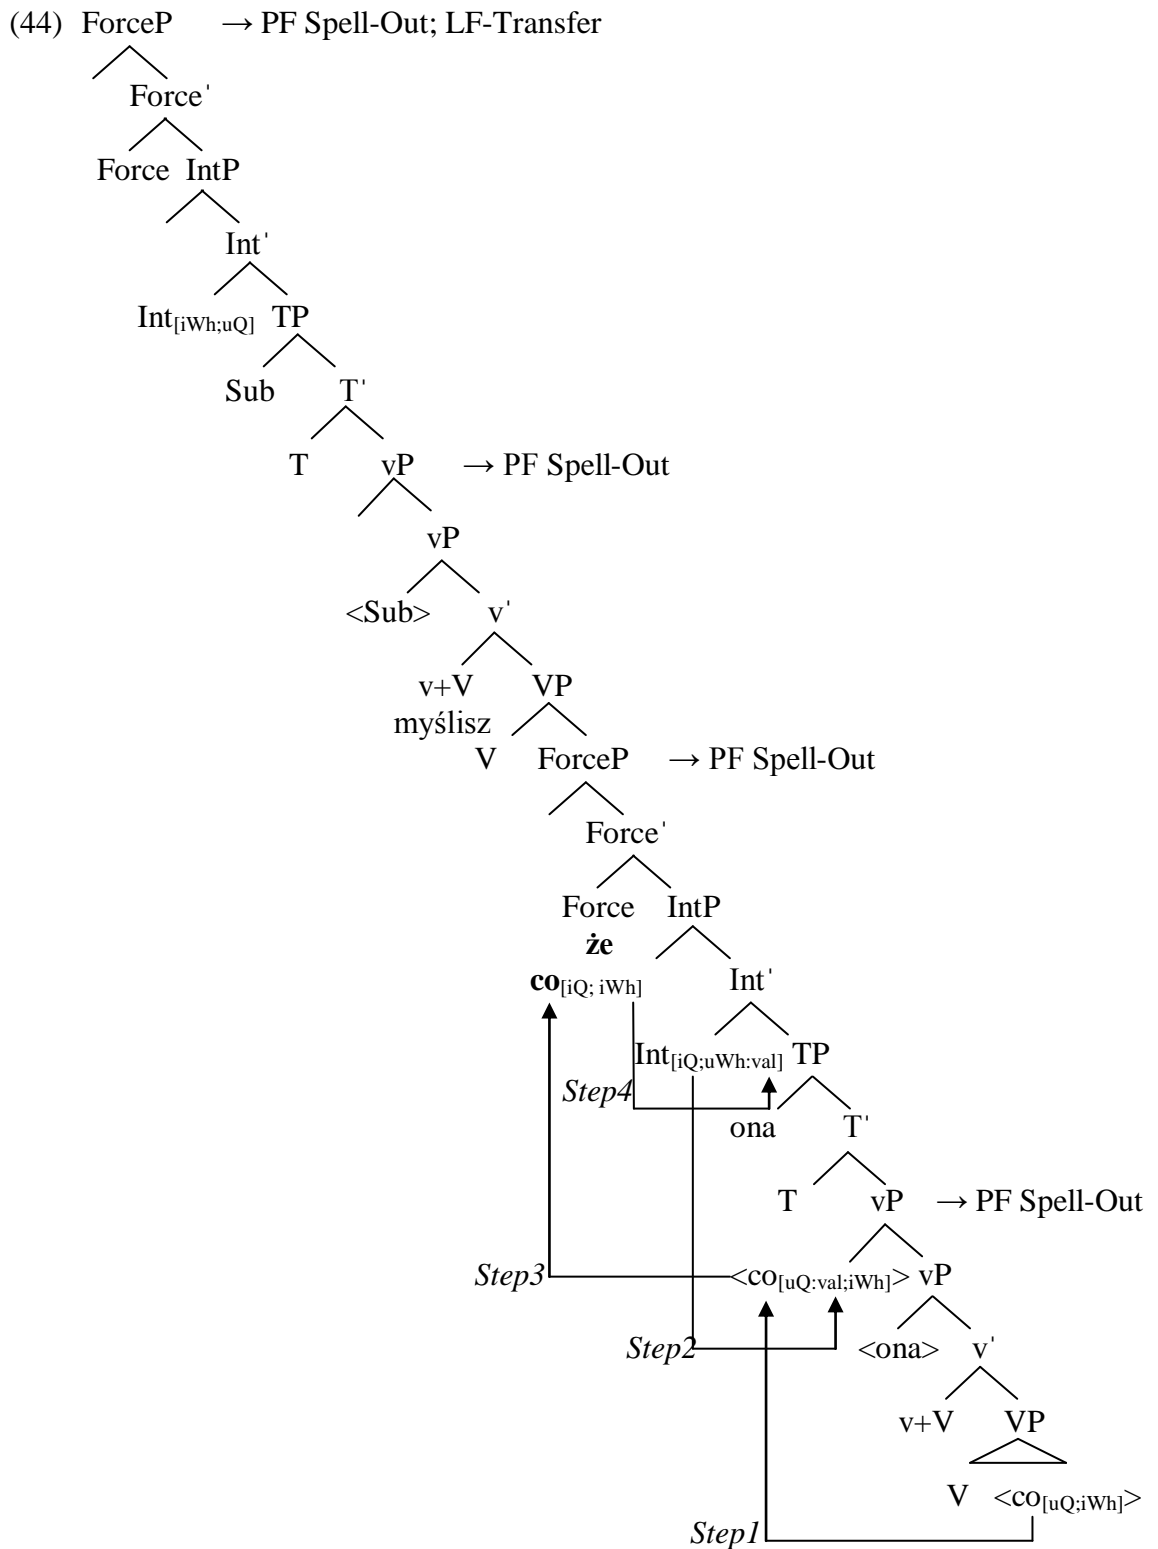 (44) ForceP → PF Spell-Out; LF-Transfer
Force'
Force IntP
Int'
Int[iWh;uQ] TP
Sub T'
T vP → PF Spell-Out
vP
<Sub> v'
v+V VP
myślisz
V ForceP → PF Spell-Out
Force'
Force IntP
że
co[iQ; iWh] Int'
Int[iQ;uWh:val] TP
Step4
ona T'
T vP → PF Spell-Out
Step3 <co[uQ:val;iWh]> vP
Step2 <ona> v'
v+V VP
V <co[uQ;iWh]>
Step1